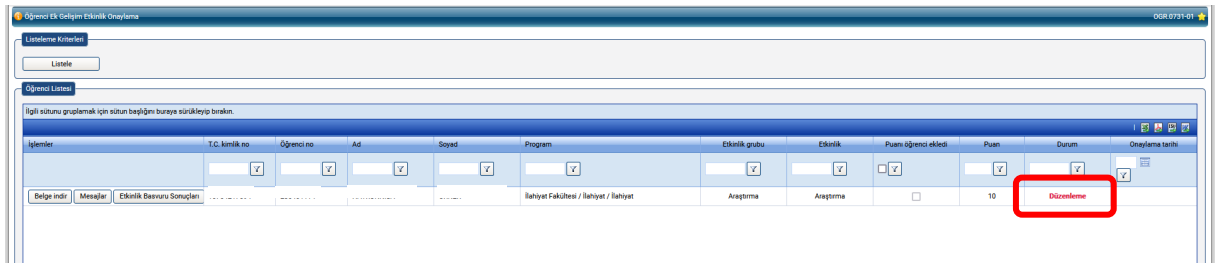 Öğrenci Ek Gelişim Etkinlik Onaylama OGR.0731-01
Listeleme Kriterleri
Listele
Öğrenci Listesi
İlgili sütunu gruplamak için sütun başlığını buraya sürükleyip bırakın.
İşlemler T.C. kimlik no Öğrenci no Ad Soyad Program Etkinlik grubu Etkinlik Puanı öğrenci ekledi Puan Durum Onaylama tarihi
Belge indir Mesajlar Etkinlik Basvuru Sonuçları İlahiyat Fakültesi / İlahiyat / İlahiyat Araştırma Araştırma 10 Düzenleme